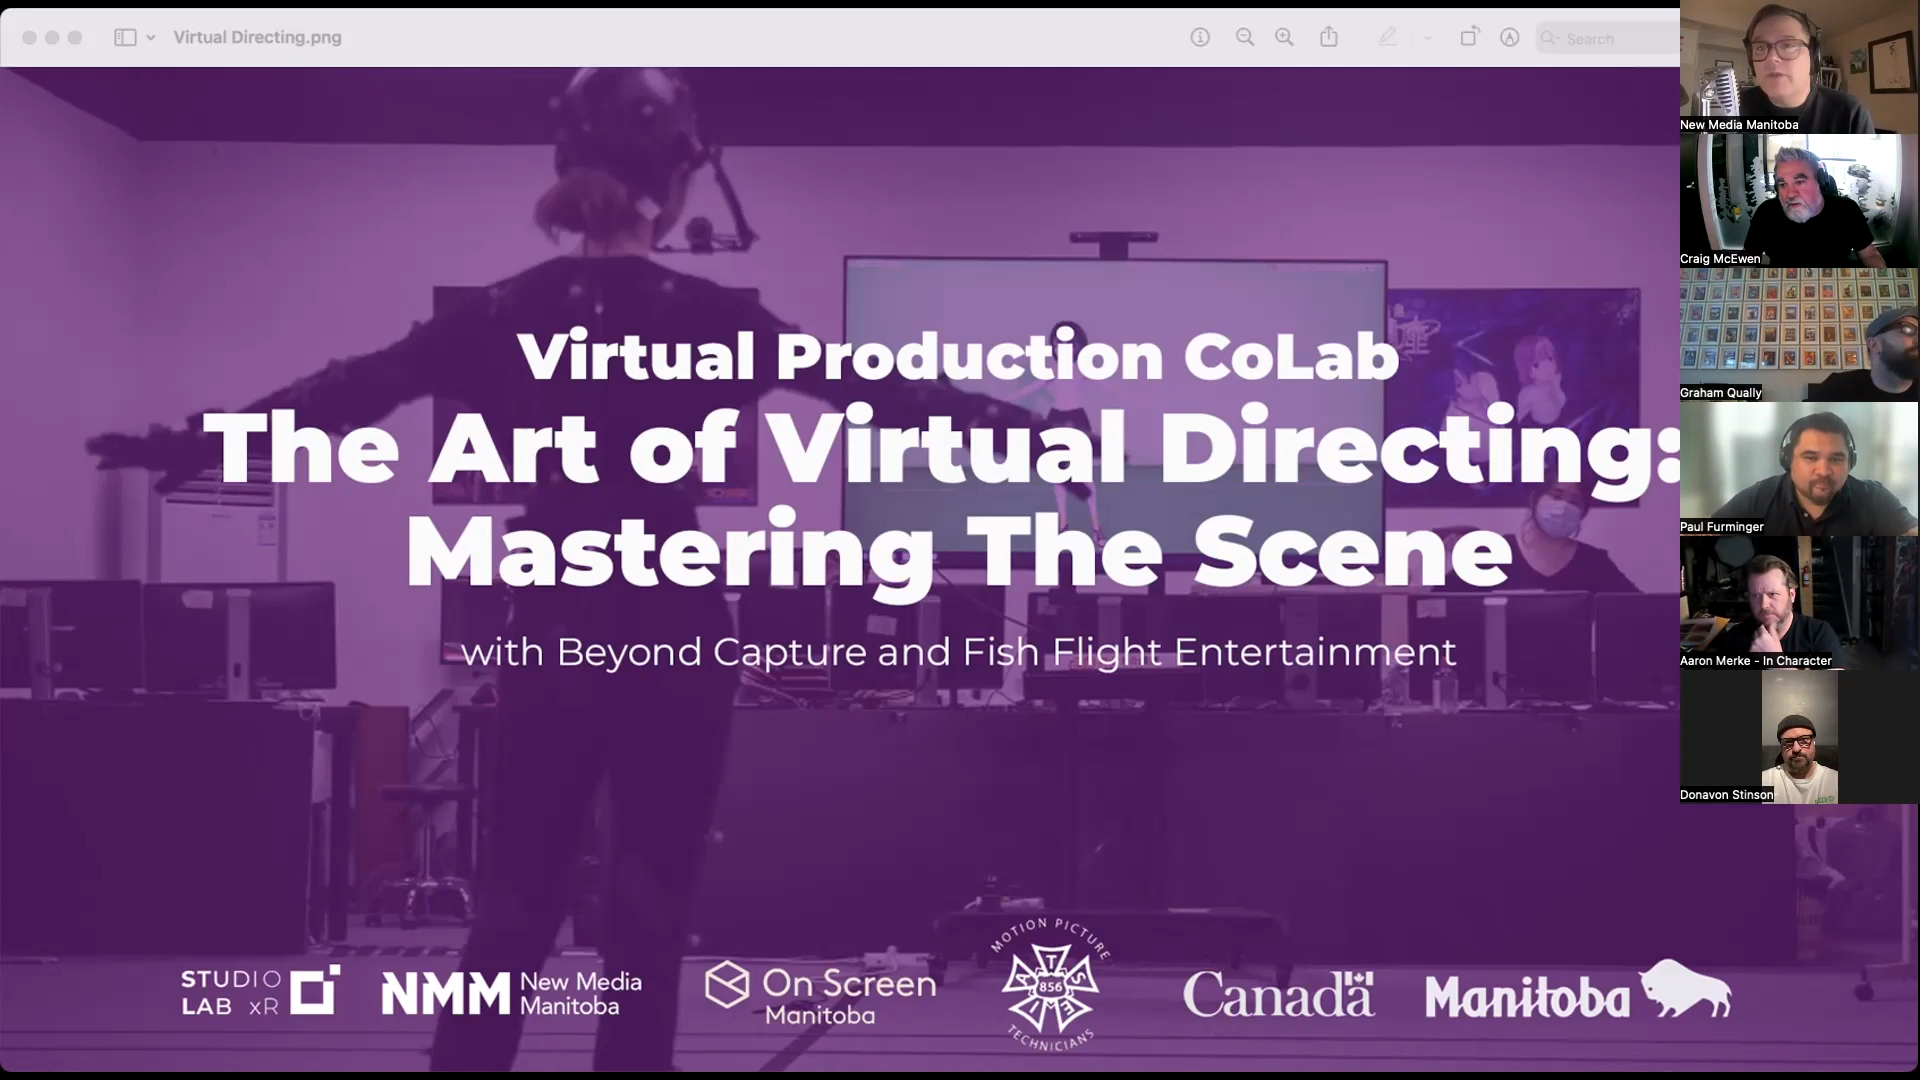 Virtual Directing.png
Search
Virtual Production CoLab
The Art of Virtual Directing:
Mastering The Scene
with Beyond Capture and Fish Flight Entertainment
STUDIO
LAB xR
NMM New Media
Manitoba
On Screen
Manitoba
MOTION PICTURE
IATSE
856
TECHNICIANS
Canada
Manitoba
New Media Manitoba
Craig McEwen
Graham Qually
Paul Furminger
Aaron Merke - In Character
Donavon Stinson